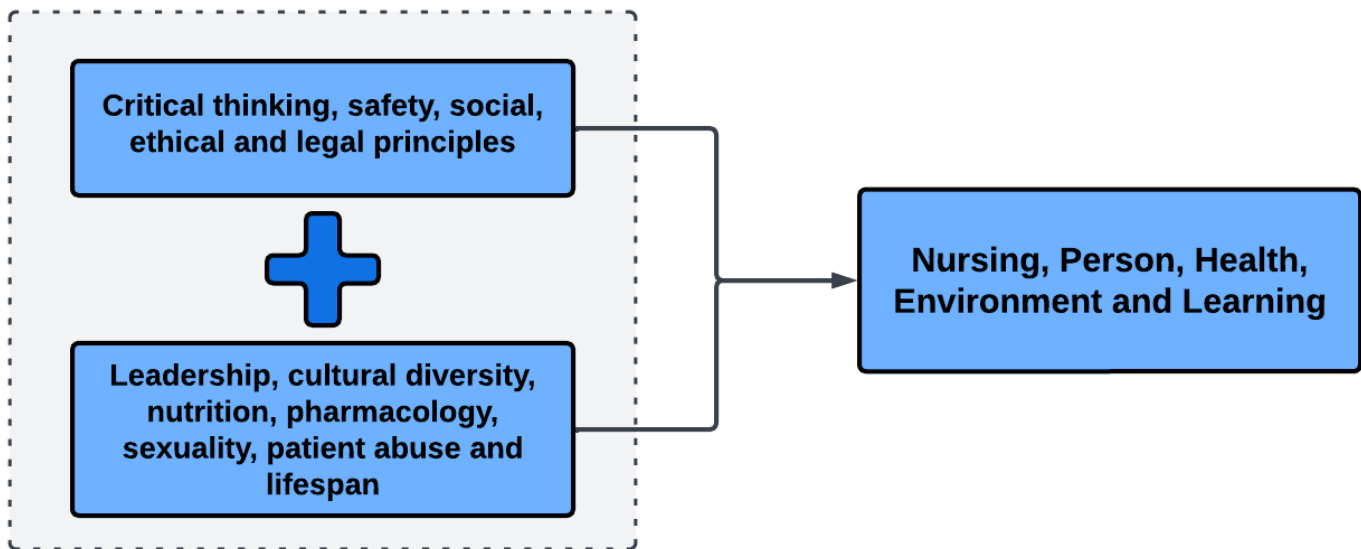 Critical thinking, safety, social,
ethical and legal principles
Leadership, cultural diversity,
nutrition, pharmacology,
sexuality, patient abuse and
lifespan
Nursing, Person, Health,
Environment and Learning